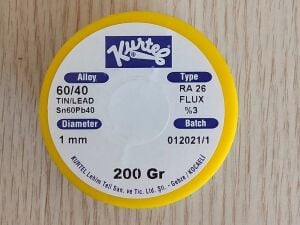 Kurtel
®
Alloy
Type
60/40
RA 26
TIN/LEAD
FLUX
Sn60Pb40
%3
Diameter
Batch
1 mm
012021/1
200 Gr
KURTEL Lehim Teli San. ve Tic. Ltd. Şti. - Gebze / KOCAELİ